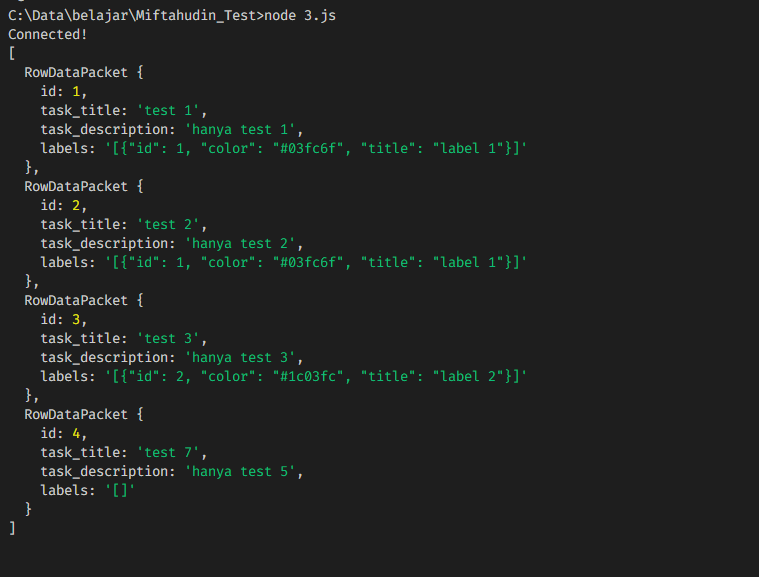 C:\Data\belajar\Miftahudin_Test>node 3.js
Connected!
[
  RowDataPacket {
    id: 1,
    task_title: 'test 1',
    task_description: 'hanya test 1',
    labels: '[{"id": 1, "color": "#03fc6f", "title": "label 1"}]'
  },
  RowDataPacket {
    id: 2,
    task_title: 'test 2',
    task_description: 'hanya test 2',
    labels: '[{"id": 1, "color": "#03fc6f", "title": "label 1"}]'
  },
  RowDataPacket {
    id: 3,
    task_title: 'test 3',
    task_description: 'hanya test 3',
    labels: '[{"id": 2, "color": "#1c03fc", "title": "label 2"}]'
  },
  RowDataPacket {
    id: 4,
    task_title: 'test 7',
    task_description: 'hanya test 5',
    labels: '[]'
  }
]